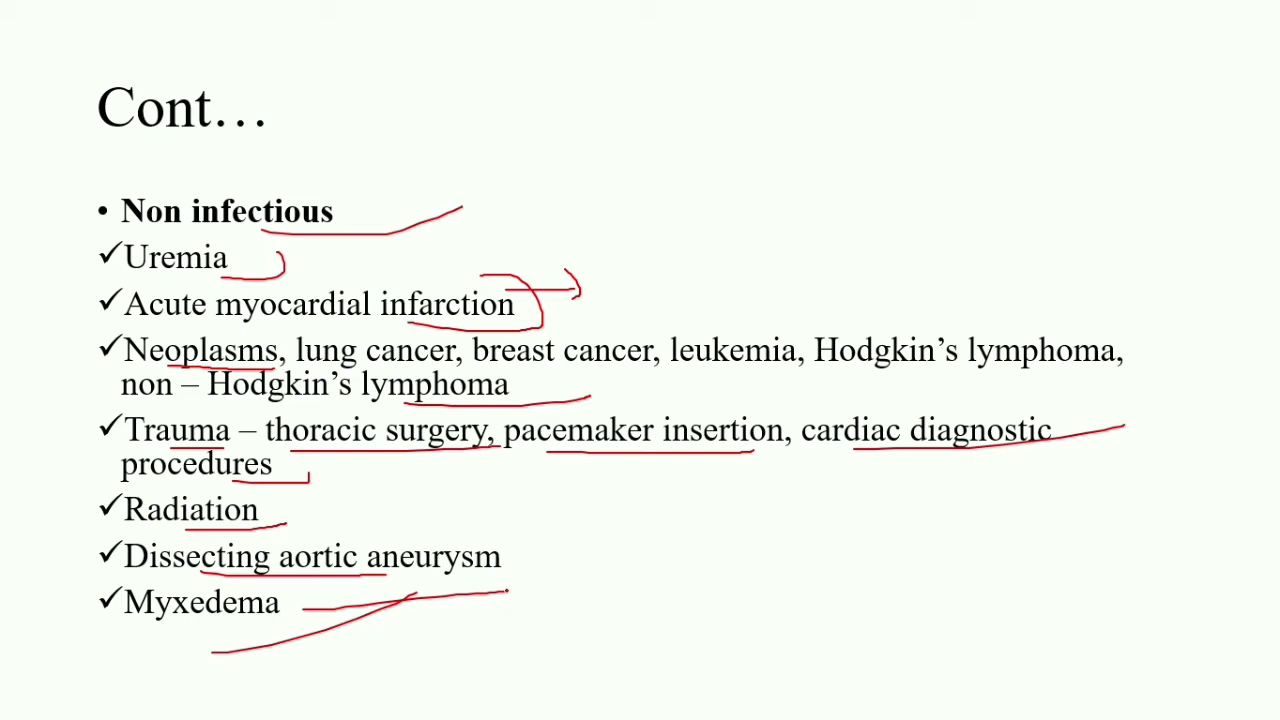 Cont…
• Non infectious
✓Uremia
✓Acute myocardial infarction
✓Neoplasms, lung cancer, breast cancer, leukemia, Hodgkin’s lymphoma,
non – Hodgkin’s lymphoma
✓Trauma – thoracic surgery, pacemaker insertion, cardiac diagnostic
procedures
✓Radiation
✓Dissecting aortic aneurysm
✓Myxedema